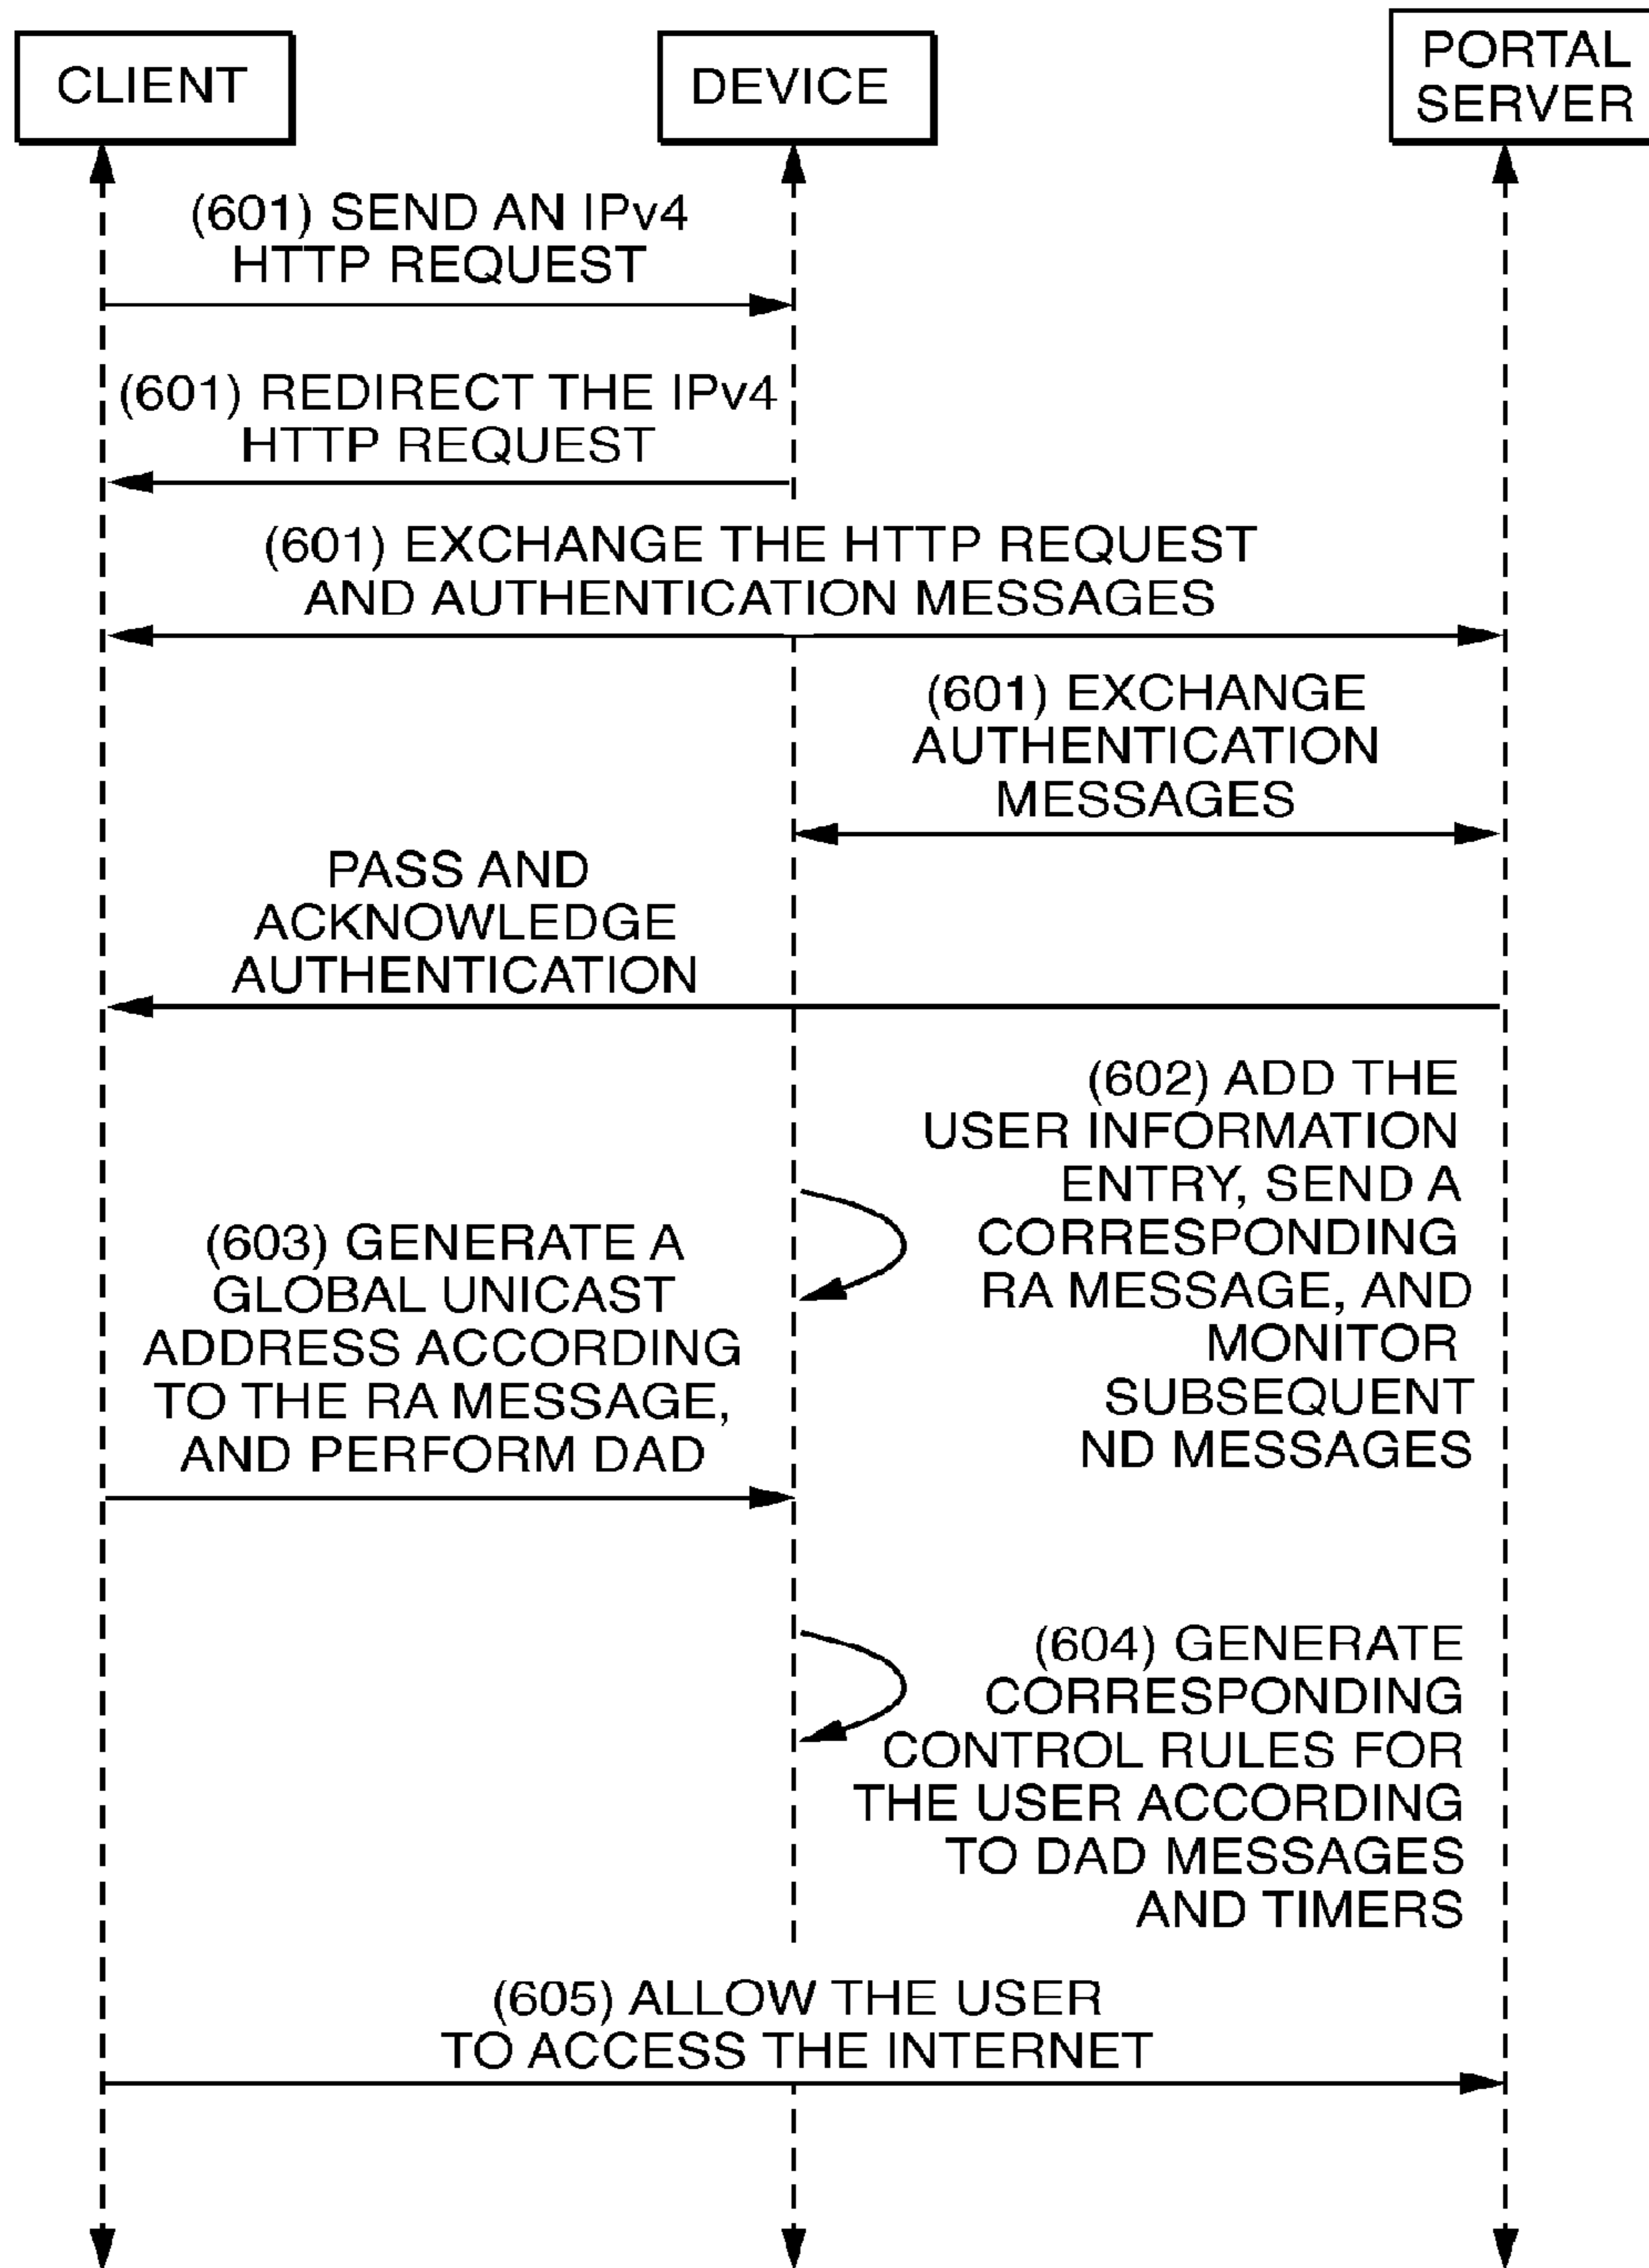 CLIENT
DEVICE
PORTAL
SERVER
(601) SEND AN IPv4
HTTP REQUEST
(601) REDIRECT THE IPv4
HTTP REQUEST
(601) EXCHANGE THE HTTP REQUEST
AND AUTHENTICATION MESSAGES
(601) EXCHANGE
AUTHENTICATION
MESSAGES
PASS AND
ACKNOWLEDGE
AUTHENTICATION
(602) ADD THE
USER INFORMATION
ENTRY, SEND A
CORRESPONDING
RA MESSAGE, AND
MONITOR
SUBSEQUENT
ND MESSAGES
(603) GENERATE A
GLOBAL UNICAST
ADDRESS ACCORDING
TO THE RA MESSAGE,
AND PERFORM DAD
(604) GENERATE
CORRESPONDING
CONTROL RULES FOR
THE USER ACCORDING
TO DAD MESSAGES
AND TIMERS
(605) ALLOW THE USER
TO ACCESS THE INTERNET